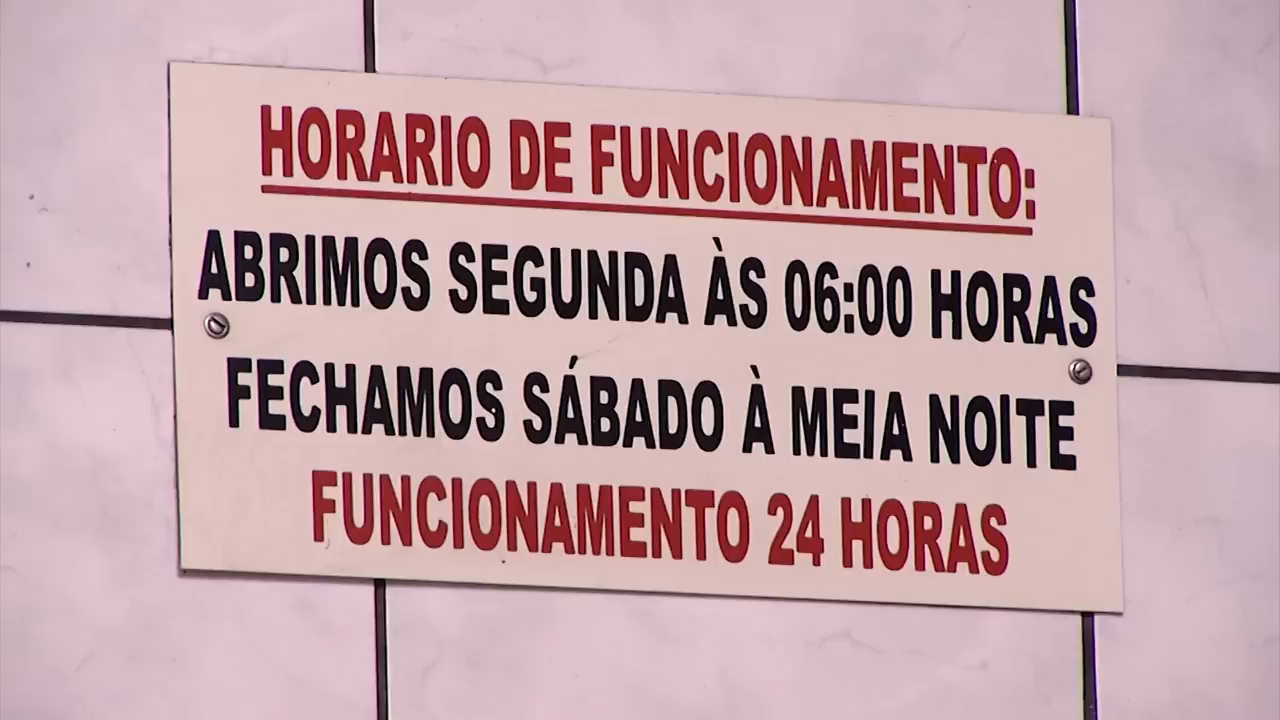 HORARIO DE FUNCIONAMENTO:
ABRIMOS SEGUNDA ÀS 06:00 HORAS
FECHAMOS SÁBADO À MEIA NOITE
FUNCIONAMENTO 24 HORAS